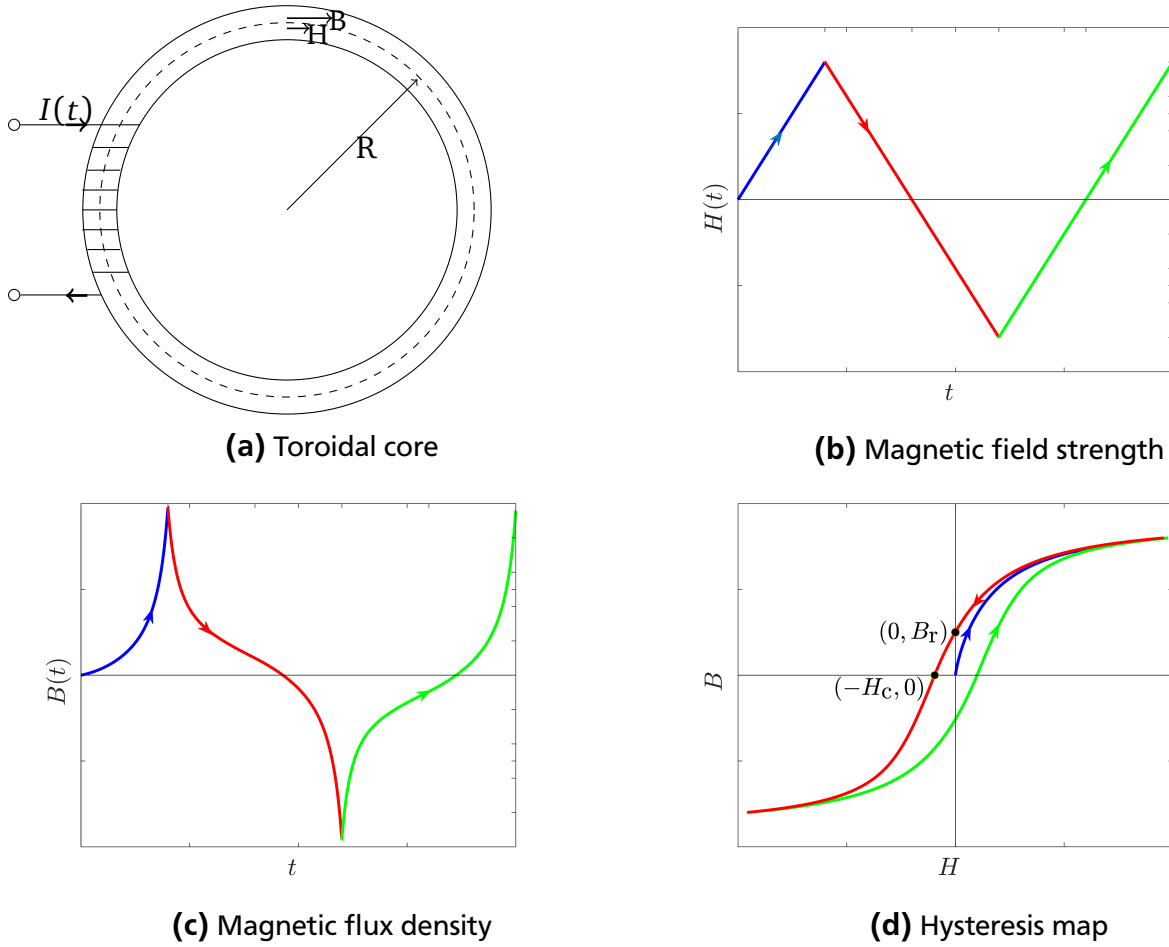 B
H
I(t)
R
(a) Toroidal core
H(t)
t
(b) Magnetic field strength
B(t)
t
(c) Magnetic flux density
(0, B_r)
(−H_c, 0)
B
H
(d) Hysteresis map